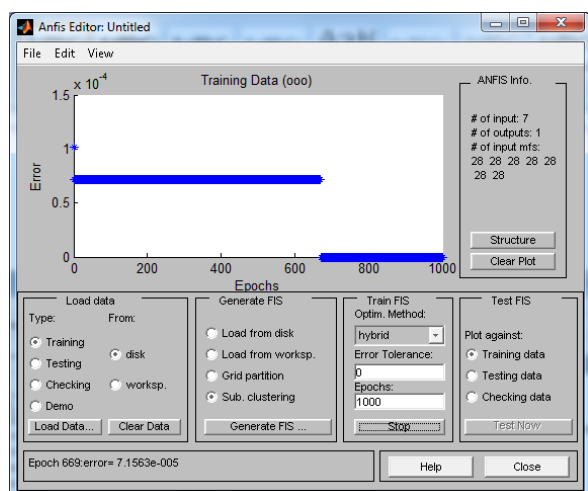 Anfis Editor: Untitled
File Edit View
x 10^-4
Training Data (ooo)
1.5
1
0.5
0
Error
0 200 400 600 800 1000
Epochs
ANFIS Info.
# of input: 7
# of outputs: 1
# of input mfs:
28 28 28 28 28
28 28
Structure
Clear Plot
Load data
Type: From:
Training
disk
Testing
Checking
worksp.
Demo
Load Data... Clear Data
Generate FIS
Load from disk
Load from worksp.
Grid partition
Sub. clustering
Generate FIS ...
Train FIS
Optim. Method:
hybrid
Error Tolerance:
0
Epochs:
1000
Stop
Test FIS
Plot against:
Training data
Testing data
Checking data
Test Now
Epoch 669:error= 7.1563e-005
Help
Close